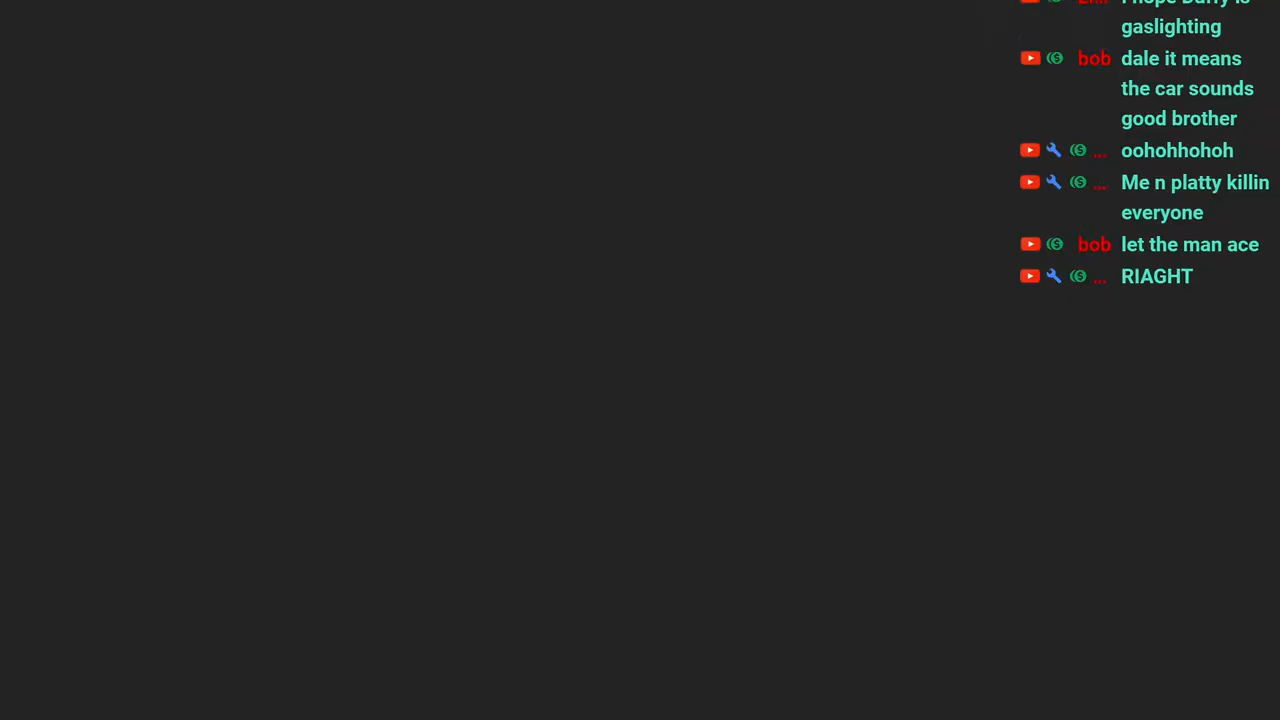 gaslighting
bob dale it means
the car sounds
good brother
... oohohhohoh
... Me n platty killin
everyone
bob let the man ace
... RIAGHT